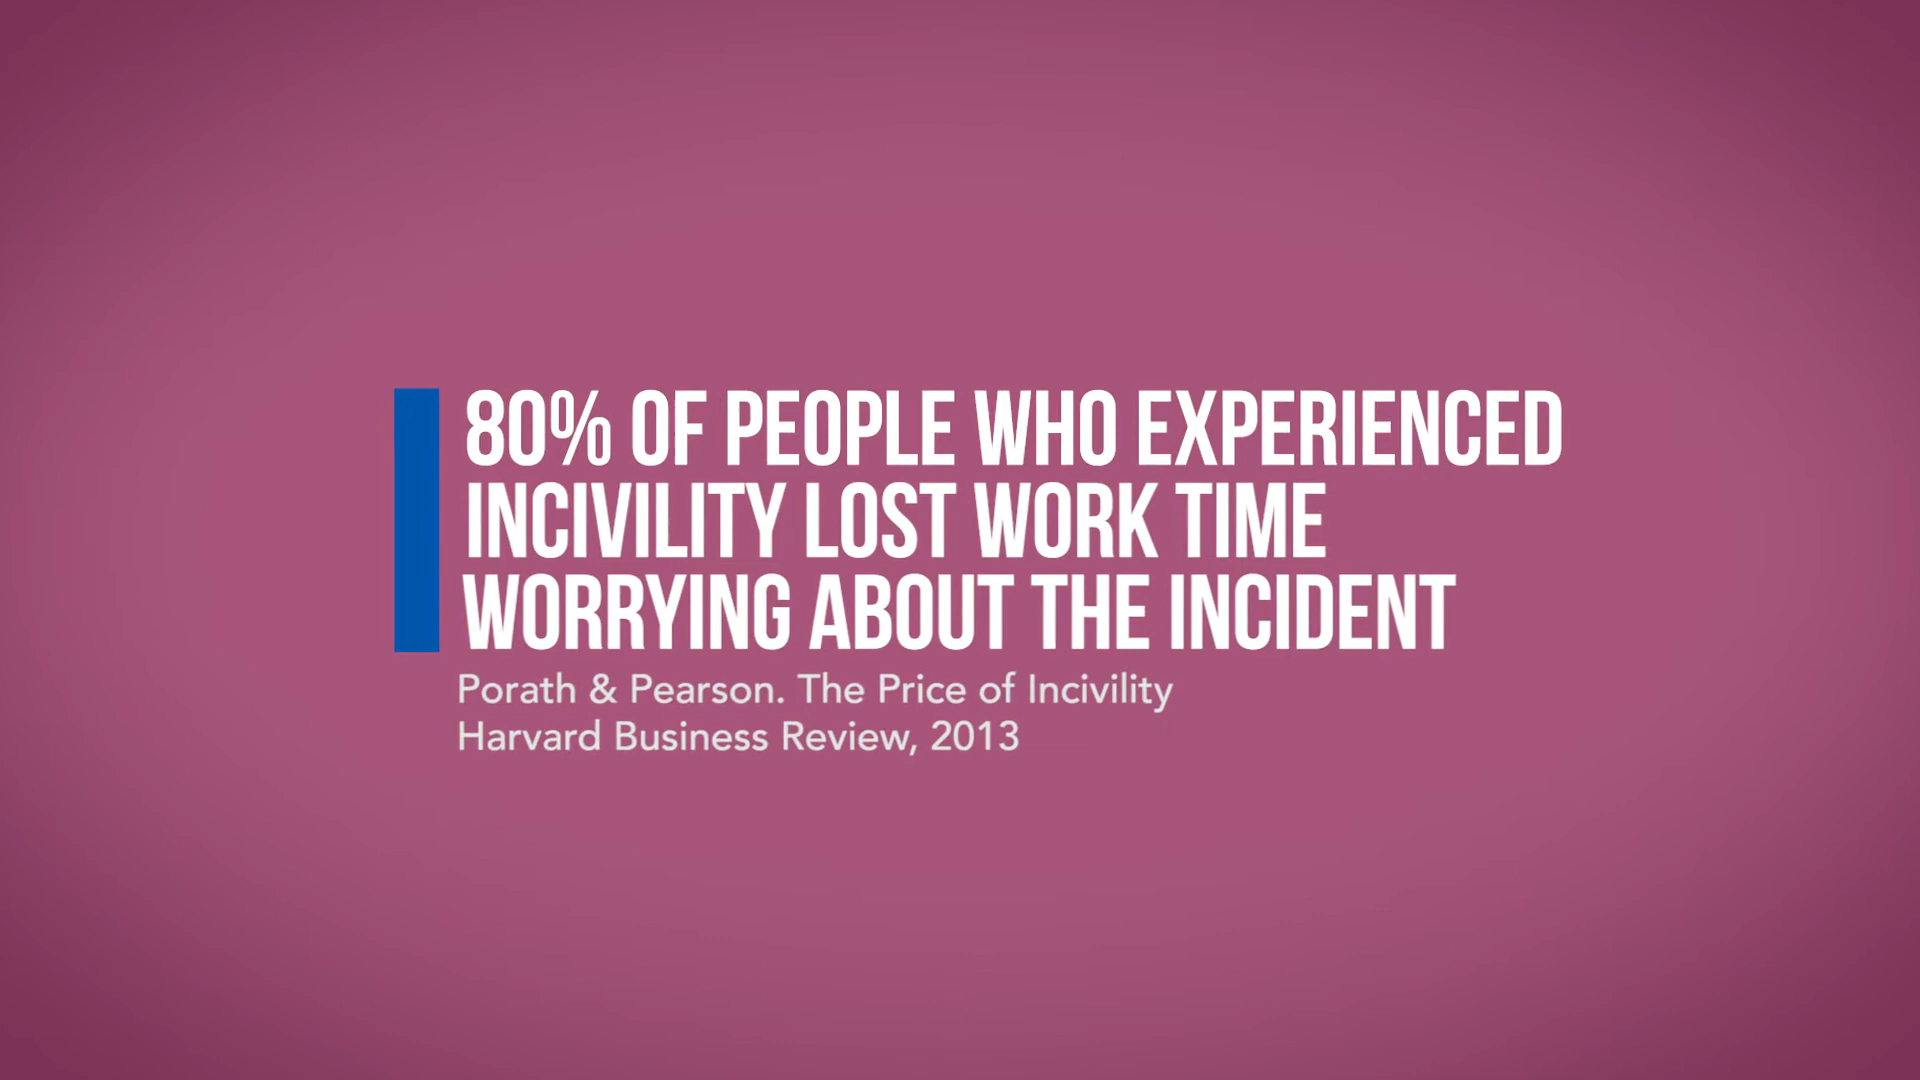 80% OF PEOPLE WHO EXPERIENCED
INCIVILITY LOST WORK TIME
WORRYING ABOUT THE INCIDENT
Porath & Pearson. The Price of Incivility
Harvard Business Review, 2013